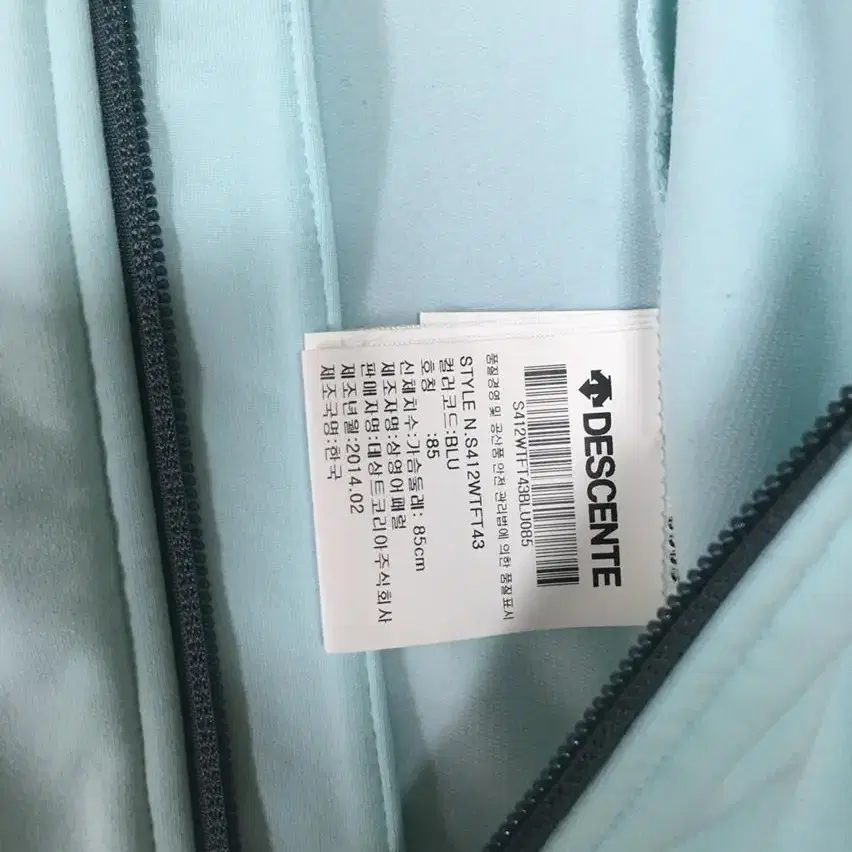 DESCENTE
S412WTFT43BLU085
품질경영 및 공산품안전 관리법에 의한 품질표시
STYLE N.S412WTFT43
컬러코드:BLU
호칭 :85
신체치수:가슴둘레: 85cm
제조자명:상영어패럴
판매자명:데상트코리아주식회사
제조년월:2014.02
제조국명:한국